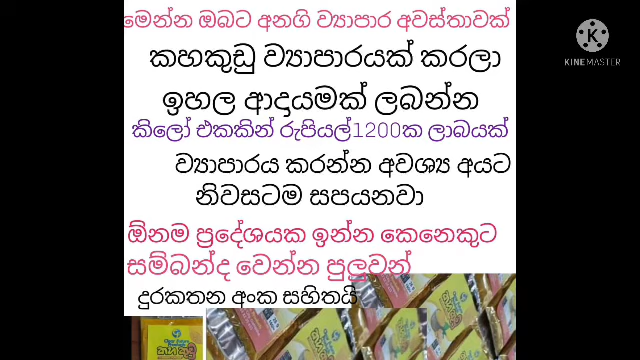 මෙන්න ඔබට අනගි ව්‍යාපාර අවස්තාවක්
KINEMASTER
කහකුඩු ව්‍යාපාරයක් කරලා
ඉහල ආදායමක් ලබන්න
කිලෝ එකකින් රුපියල්1200ක ලාබයක්
ව්‍යාපාරය කරන්න අවශ්‍ය අයට
නිවසටම සපයනවා
ඕනම ප්‍රදේශයක ඉන්න කෙනෙකුට
සම්බන්ද වෙන්න පුලුවන්
දුරකතන අංක සහිතයි
කහකුඩු